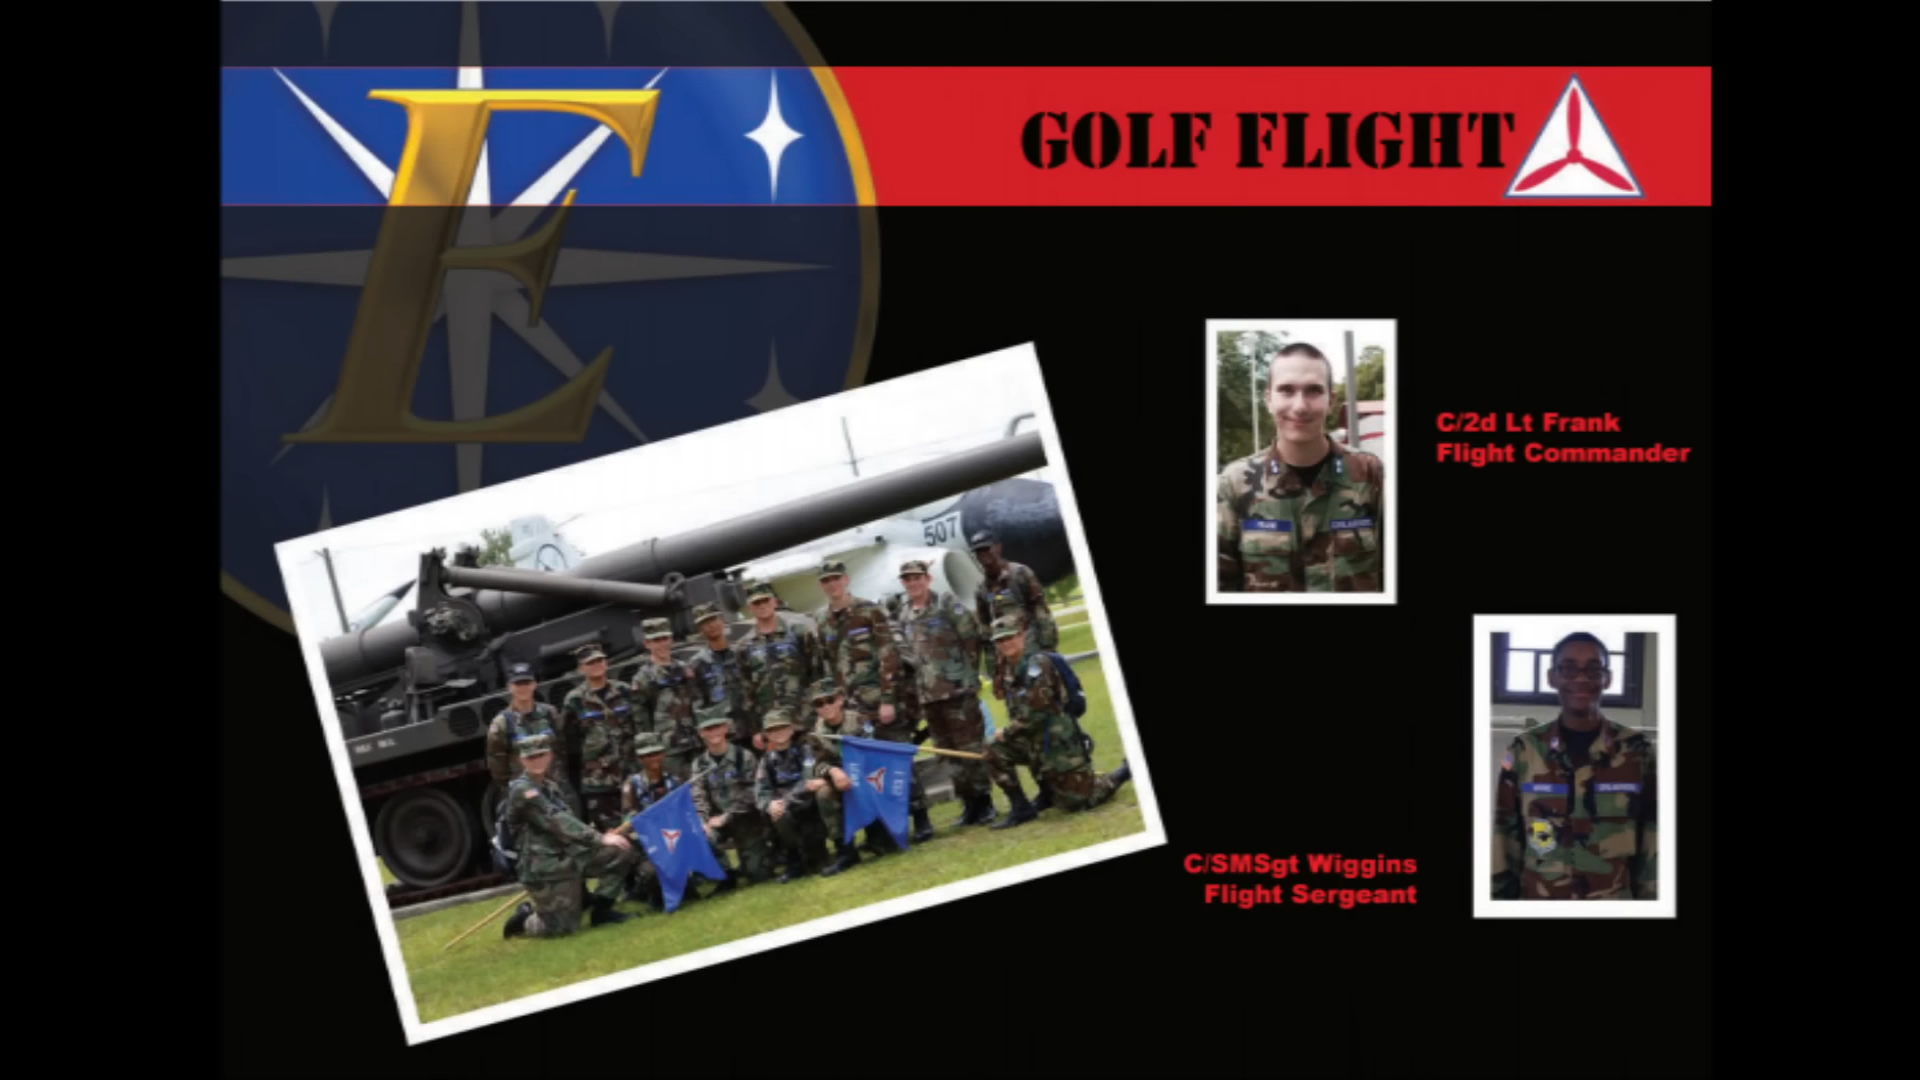 E
GOLF FLIGHT
C/2d Lt Frank
Flight Commander
507
C/SMSgt Wiggins
Flight Sergeant